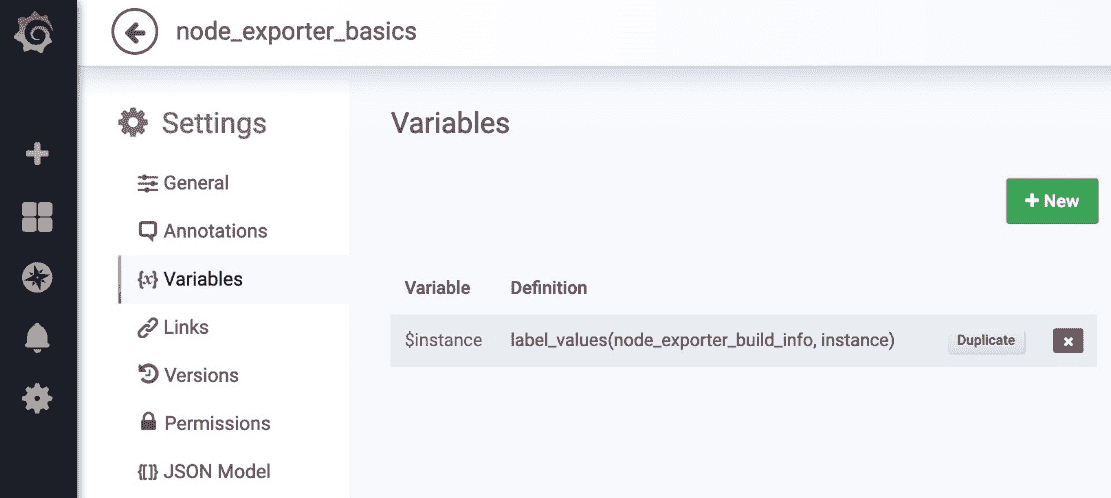 node_exporter_basics
Settings
General
Annotations
{x} Variables
Links
Versions
Permissions
{[]} JSON Model
Variables
+ New
Variable Definition
$instance label_values(node_exporter_build_info, instance) Duplicate x